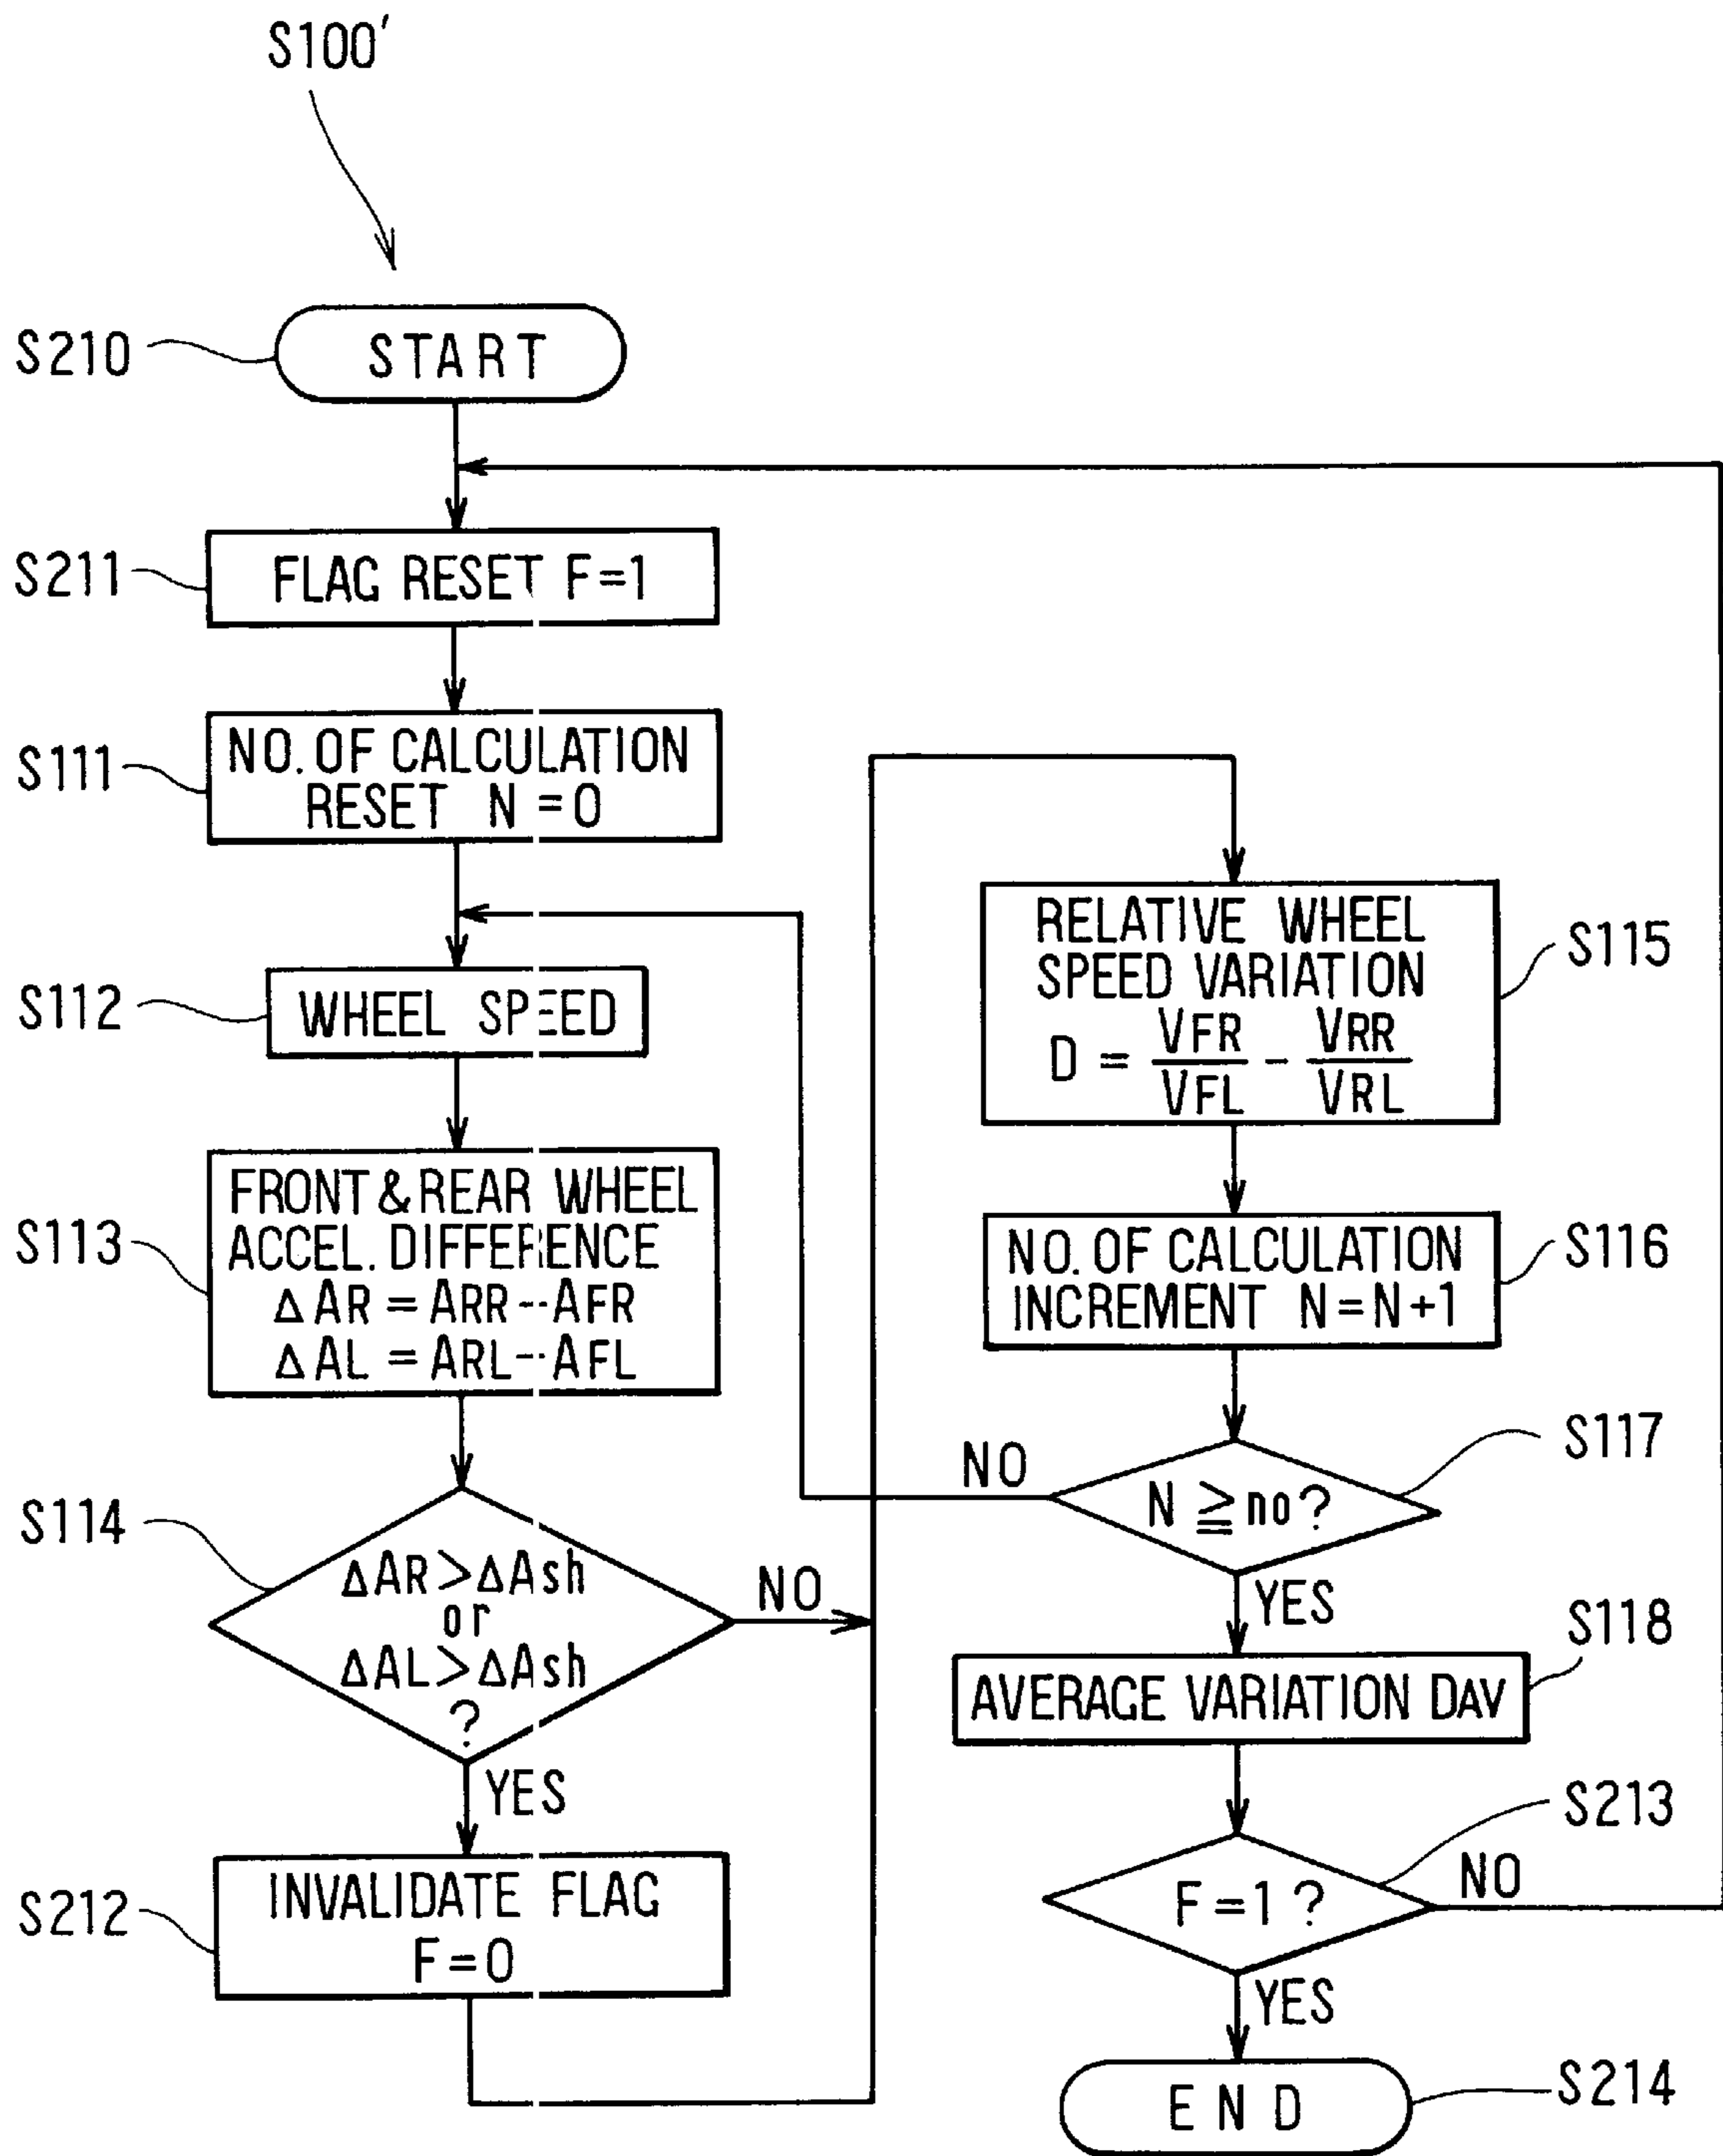 S100'
S210
START
S211
FLAG RESET F=1
S111
NO. OF CALCULATION
RESET N=0
S112
WHEEL SPEED
S113
FRONT & REAR WHEEL
ACCEL. DIFFERENCE
ΔAR = ARR--AFR
ΔAL = ARL--AFL
S114
ΔAR>ΔAsh
or
ΔAL>ΔAsh
?
NO
YES
S212
INVALIDATE FLAG
F=0
S115
RELATIVE WHEEL
SPEED VARIATION
D = VFR/VFL - VRR/VRL
S116
NO. OF CALCULATION
INCREMENT N=N+1
S117
N ≧ no?
NO
YES
S118
AVERAGE VARIATION DAV
S213
F=1 ?
NO
YES
S214
END